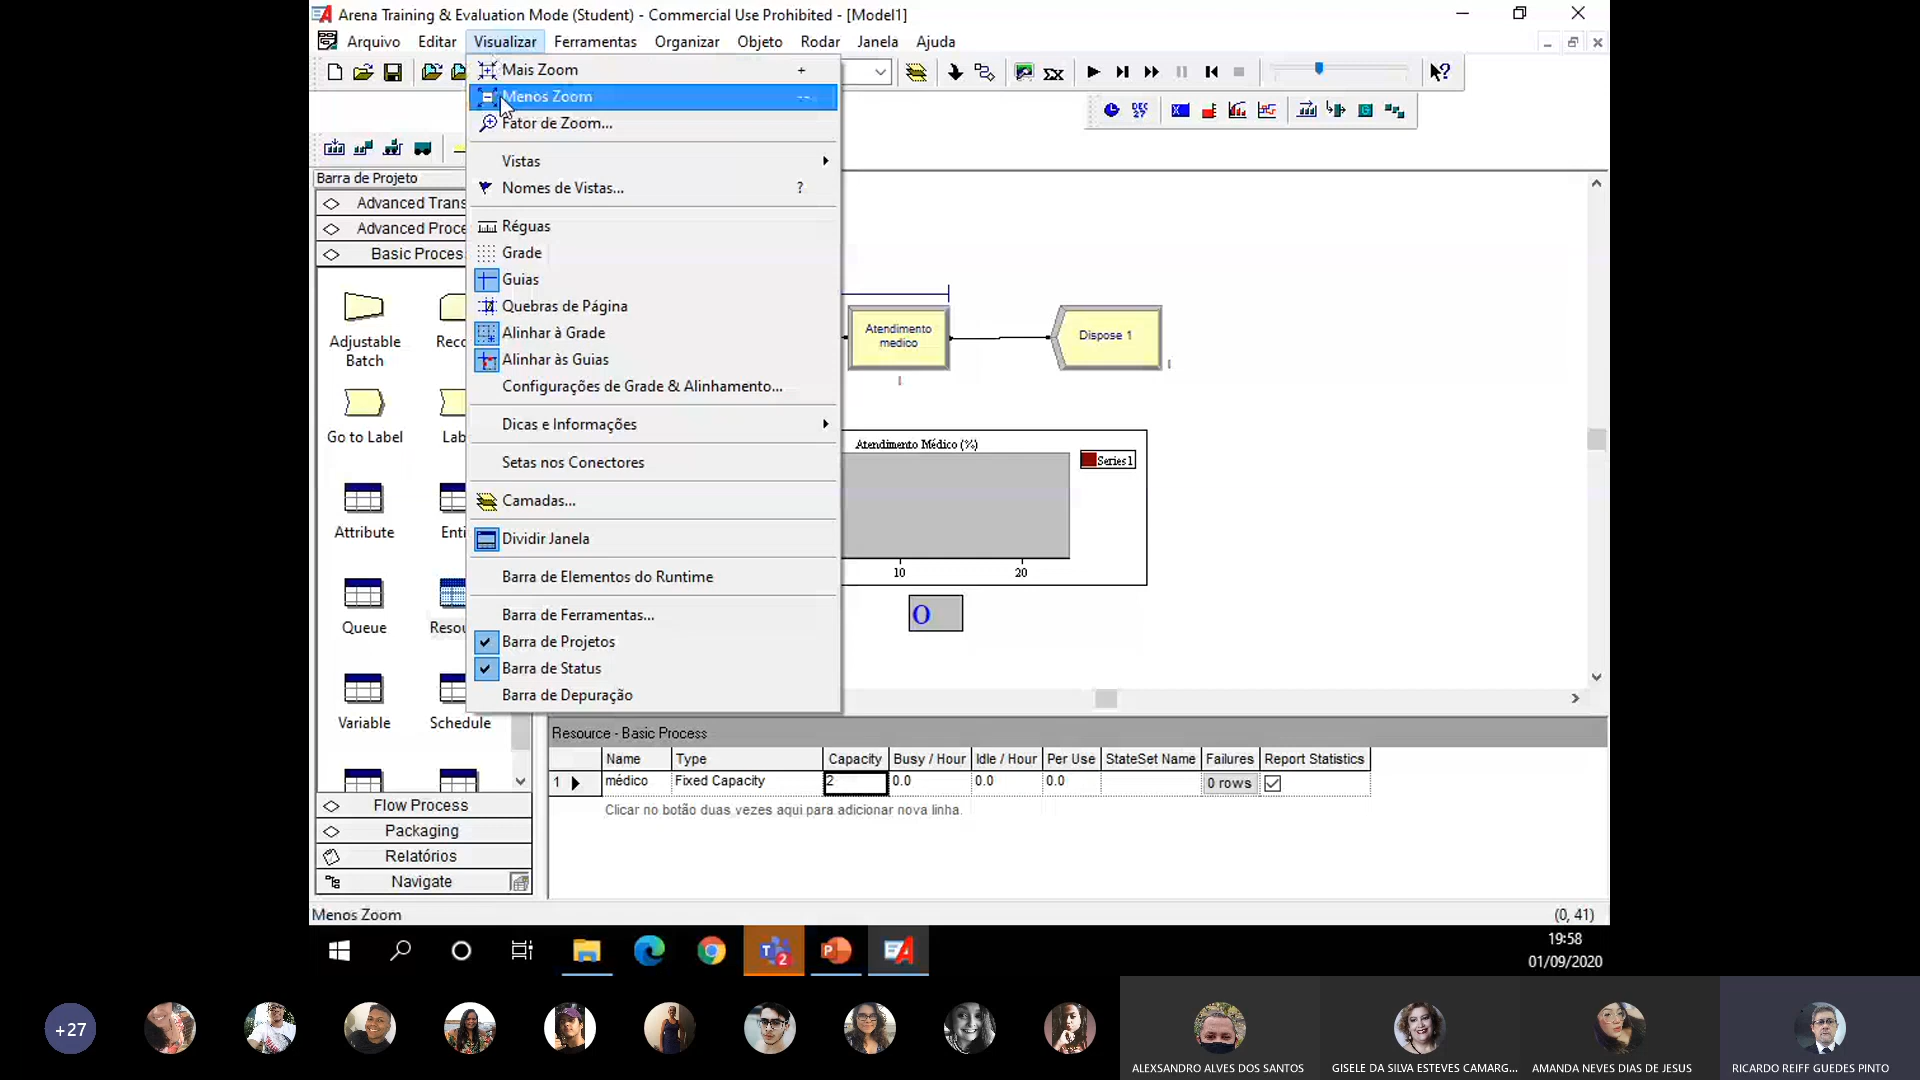 Arena Training & Evaluation Mode (Student) - Commercial Use Prohibited - [Model1]
Arquivo Editar Visualizar Ferramentas Organizar Objeto Rodar Janela Ajuda
Mais Zoom +
Menos Zoom --
Fator de Zoom...
Vistas
Nomes de Vistas... ?
Réguas
Grade
Guias
Quebras de Página
Alinhar à Grade
Alinhar às Guias
Configurações de Grade & Alinhamento...
Dicas e Informações
Setas nos Conectores
Camadas...
Dividir Janela
Barra de Elementos do Runtime
Barra de Ferramentas...
Barra de Projetos
Barra de Status
Barra de Depuração
Σx
DEC
27
Barra de Projeto
Advanced Trans
Advanced Proce
Basic Proces
Adjustable
Batch
Reco
Go to Label
Lab
Attribute
Enti
Queue
Resou
Variable
Schedule
Flow Process
Packaging
Relatórios
Navigate
Atendimento
medico
Dispose 1
Atendimento Médico (%)
Series1
10 20
0
Resource - Basic Process
Name Type Capacity Busy / Hour Idle / Hour Per Use StateSet Name Failures Report Statistics
1 médico Fixed Capacity 2 0.0 0.0 0.0 0 rows
Clicar no botão duas vezes aqui para adicionar nova linha.
Menos Zoom
(0, 41)
2
19:58
01/09/2020
+27
ALEXSANDRO ALVES DOS SANTOS
GISELE DA SILVA ESTEVES CAMARG...
AMANDA NEVES DIAS DE JESUS
RICARDO REIFF GUEDES PINTO